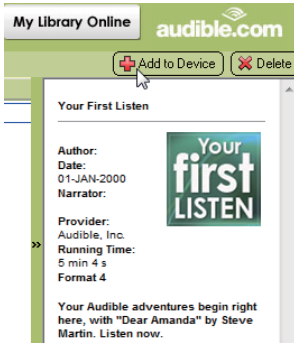 My Library Online
audible.com
Add to Device
Delete
Your First Listen
Author:
Date:
01-JAN-2000
Narrator:
Provider:
Audible, Inc.
Running Time:
5 min 4 s
Format 4
Your
first
LISTEN
»
Your Audible adventures begin right
here, with "Dear Amanda" by Steve
Martin. Listen now.